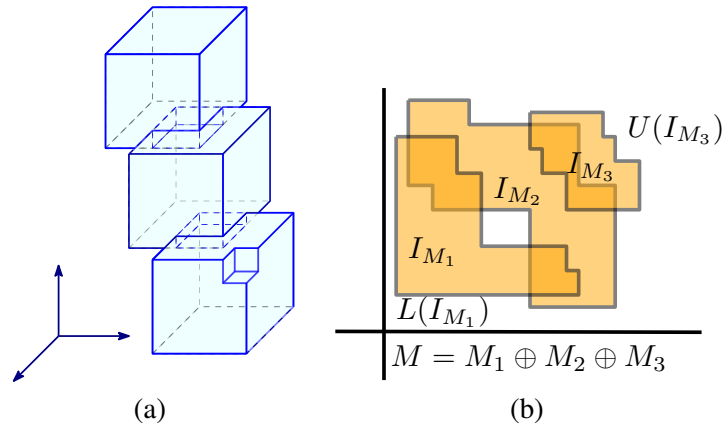 U(I_{M_3})
I_{M_3}
I_{M_2}
I_{M_1}
L(I_{M_1})
M = M_1 ⊕ M_2 ⊕ M_3
(a) (b)